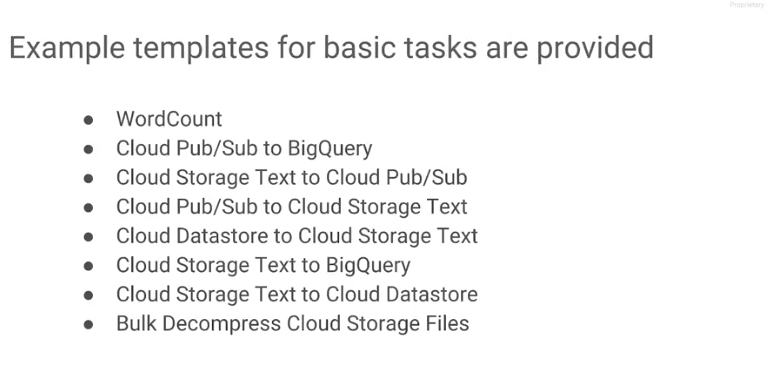 Proprietary
Example templates for basic tasks are provided
● WordCount
● Cloud Pub/Sub to BigQuery
● Cloud Storage Text to Cloud Pub/Sub
● Cloud Pub/Sub to Cloud Storage Text
● Cloud Datastore to Cloud Storage Text
● Cloud Storage Text to BigQuery
● Cloud Storage Text to Cloud Datastore
● Bulk Decompress Cloud Storage Files